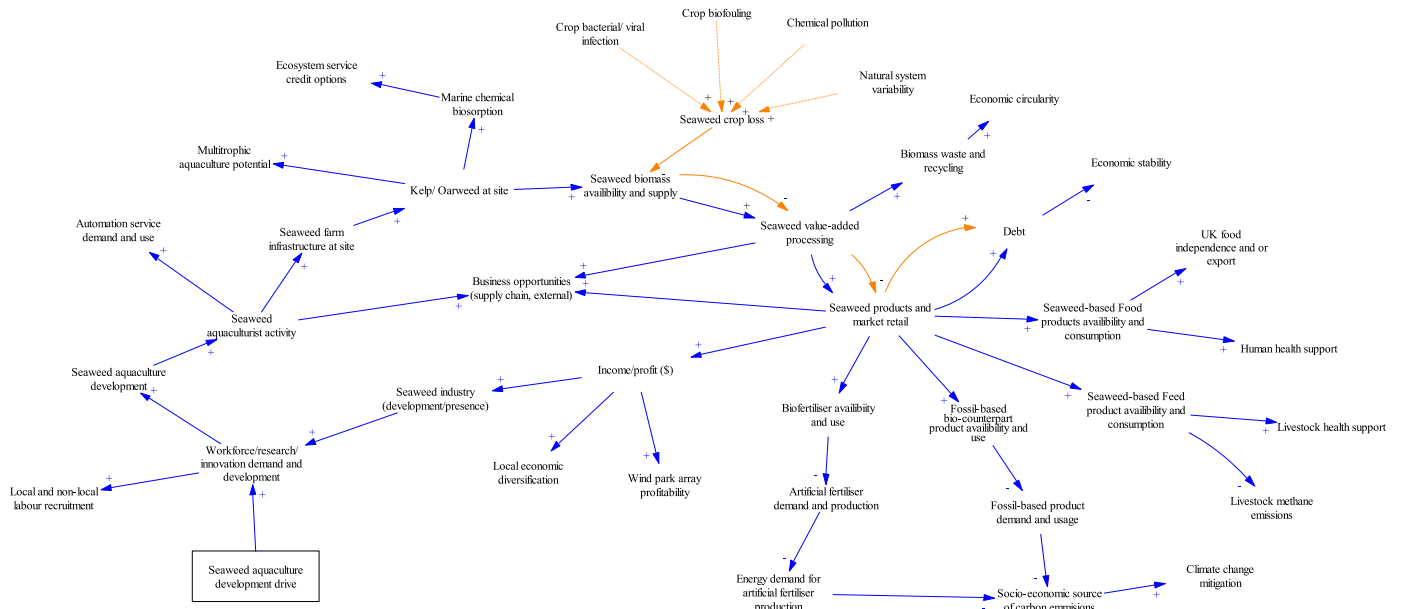 Crop biofouling
Crop bacterial/ viral
infection
Chemical pollution
Ecosystem service
credit options
Natural system
variability
Marine chemical
biosorption
Economic circularity
Seaweed crop loss
Multitrophic
aquaculture potential
Biomass waste and
recycling
Economic stability
Kelp/ Oarweed at site
Seaweed biomass
availibility and supply
Automation service
demand and use
Seaweed farm
infrastructure at site
Seaweed value-added
processing
Debt
UK food
independence and or
export
Business opportunities
(supply chain, external)
Seaweed products and
market retail
Seaweed-based Food
products availibility and
consumption
Seaweed
aquaculturist activity
Human health support
Seaweed aquaculture
development
Income/profit ($)
Seaweed industry
(development/presence)
Biofertiliser availibiity
and use
Fossil-based
bio-counterpart
product availibility and
use
Seaweed-based Feed
product availibility and
consumption
Livestock health support
Workforce/research/
innovation demand and
development
Local economic
diversification
Wind park array
profitability
Local and non-local
labour recruitment
Artificial fertiliser
demand and production
Fossil-based product
demand and usage
Livestock methane
emissions
Seaweed aquaculture
development drive
Energy demand for
artificial fertiliser
production
Socio-economic source
of carbon emmisions
Climate change
mitigation